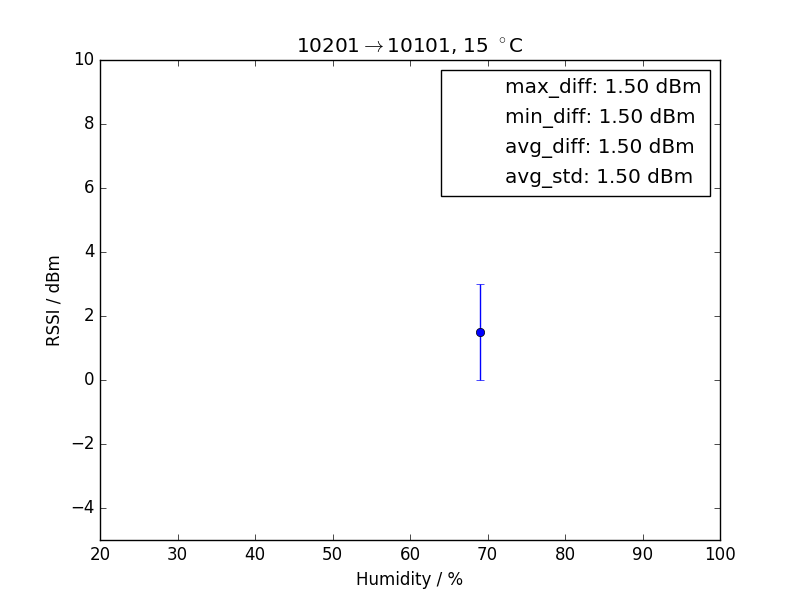 10201→10101, 15 °C
max_diff: 1.50 dBm
min_diff: 1.50 dBm
avg_diff: 1.50 dBm
avg_std: 1.50 dBm
10
8
6
4
2
0
−2
−4
RSSI / dBm
20 30 40 50 60 70 80 90 100
Humidity / %